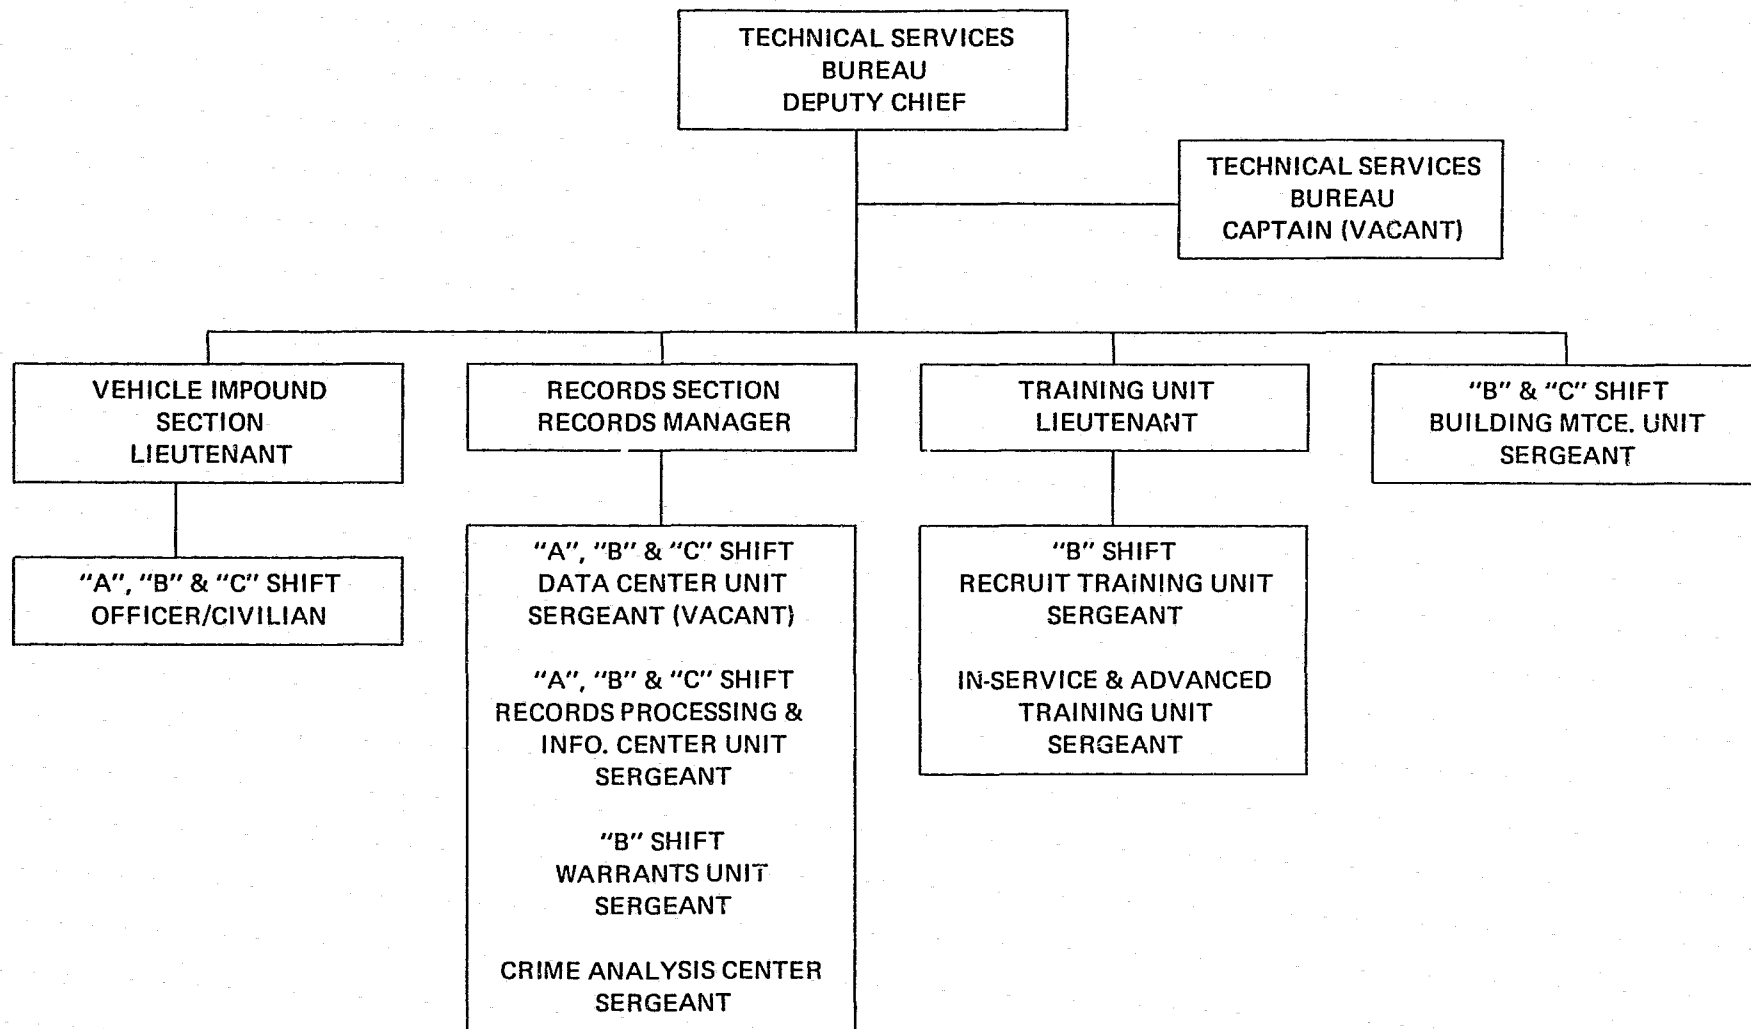 TECHNICAL SERVICES
BUREAU
DEPUTY CHIEF
TECHNICAL SERVICES
BUREAU
CAPTAIN (VACANT)
VEHICLE IMPOUND
SECTION
LIEUTENANT
RECORDS SECTION
RECORDS MANAGER
TRAINING UNIT
LIEUTENANT
"B" & "C" SHIFT
BUILDING MTCE. UNIT
SERGEANT
"A", "B" & "C" SHIFT
OFFICER/CIVILIAN
"A", "B" & "C" SHIFT
DATA CENTER UNIT
SERGEANT (VACANT)
"A", "B" & "C" SHIFT
RECORDS PROCESSING &
INFO. CENTER UNIT
SERGEANT
"B" SHIFT
WARRANTS UNIT
SERGEANT
CRIME ANALYSIS CENTER
SERGEANT
"B" SHIFT
RECRUIT TRAINING UNIT
SERGEANT
IN-SERVICE & ADVANCED
TRAINING UNIT
SERGEANT